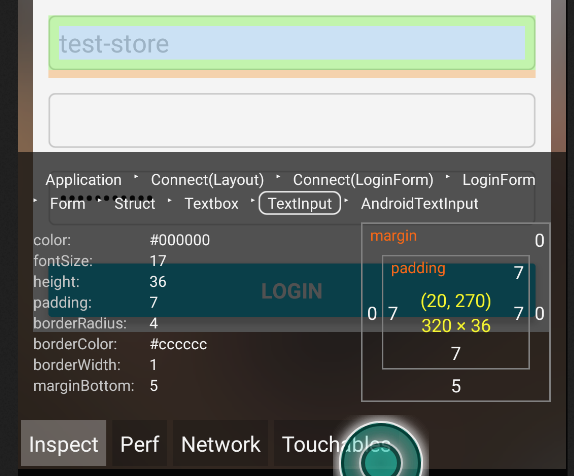 test-store
Application ‣ Connect(Layout) ‣ Connect(LoginForm) ‣ LoginForm
‣ Form ‣ Struct ‣ Textbox ‣ TextInput ‣ AndroidTextInput
color: #000000
fontSize: 17
height: 36
padding: 7
borderRadius: 4
borderColor: #cccccc
borderWidth: 1
marginBottom: 5
LOGIN
margin 0
padding 7
0 7 (20, 270) 7 0
320 × 36
7
5
Inspect Perf Network Touchables